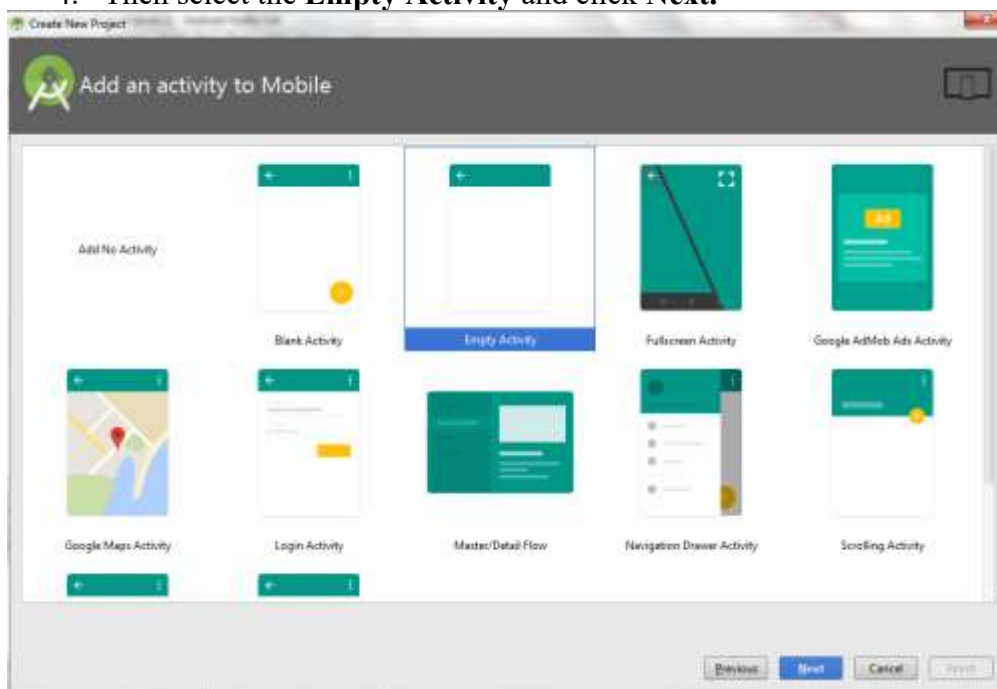 4. Then select the Empty Activity and click Next.
Create New Project
Add an activity to Mobile
Add No Activity
Blank Activity
Empty Activity
Fullscreen Activity
Ad
Google AdMob Ads Activity
Google Maps Activity
Login Activity
Master/Detail Flow
Navigation Drawer Activity
Scrolling Activity
Previous
Next
Cancel
Finish